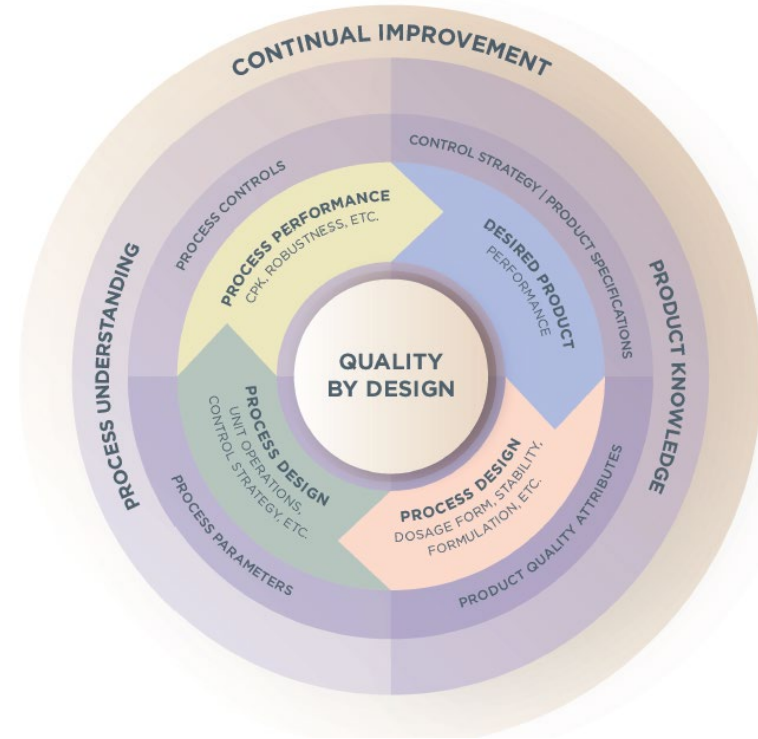 CONTINUAL IMPROVEMENT
PROCESS UNDERSTANDING
PRODUCT KNOWLEDGE
PROCESS CONTROLS
CONTROL STRATEGY | PRODUCT SPECIFICATIONS
PROCESS PARAMETERS
PRODUCT QUALITY ATTRIBUTES
PROCESS PERFORMANCE
CPK, ROBUSTNESS, ETC.
DESIRED PRODUCT
PERFORMANCE
PROCESS DESIGN
UNIT OPERATIONS,
CONTROL STRATEGY, ETC.
PROCESS DESIGN
DOSAGE FORM, STABILITY,
FORMULATION, ETC.
QUALITY
BY DESIGN